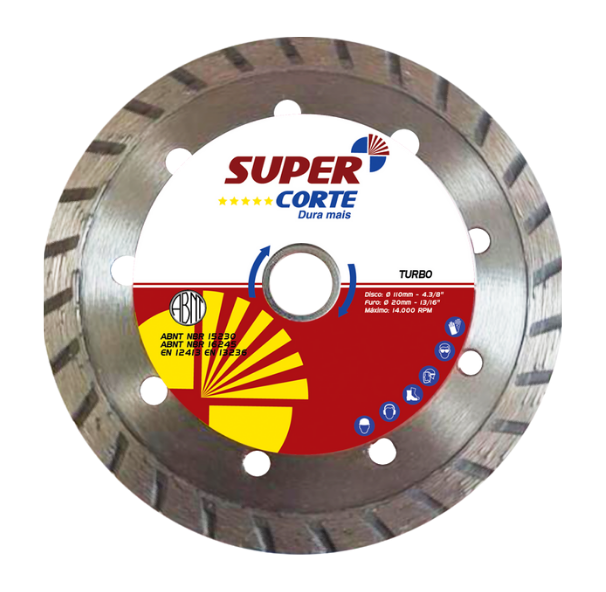 SUPER
CORTE
Dura mais
TURBO
Disco: Ø 110mm - 4.3/8"
Furo: Ø 20mm - 13/16"
Máximo: 14.000 RPM
ABNT
ABNT NBR 15230
ABNT NBR 16245
EN 12413 EN 13236